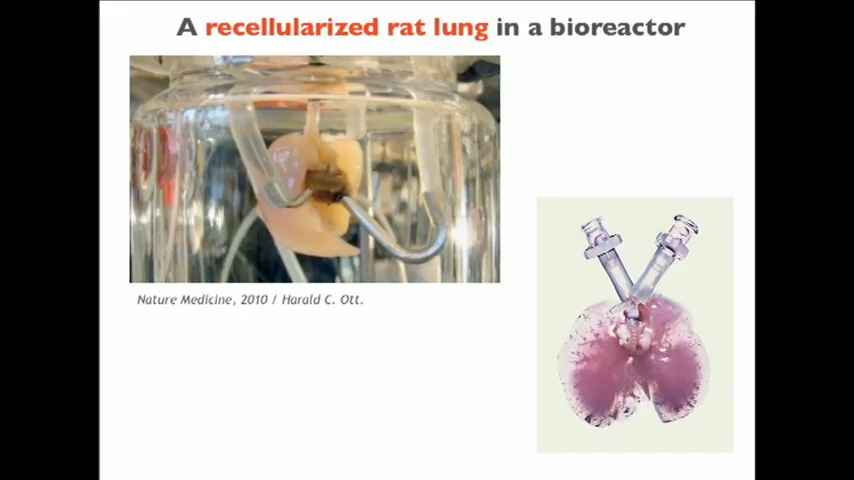 A recellularized rat lung in a bioreactor
Nature Medicine, 2010 / Harald C. Ott.